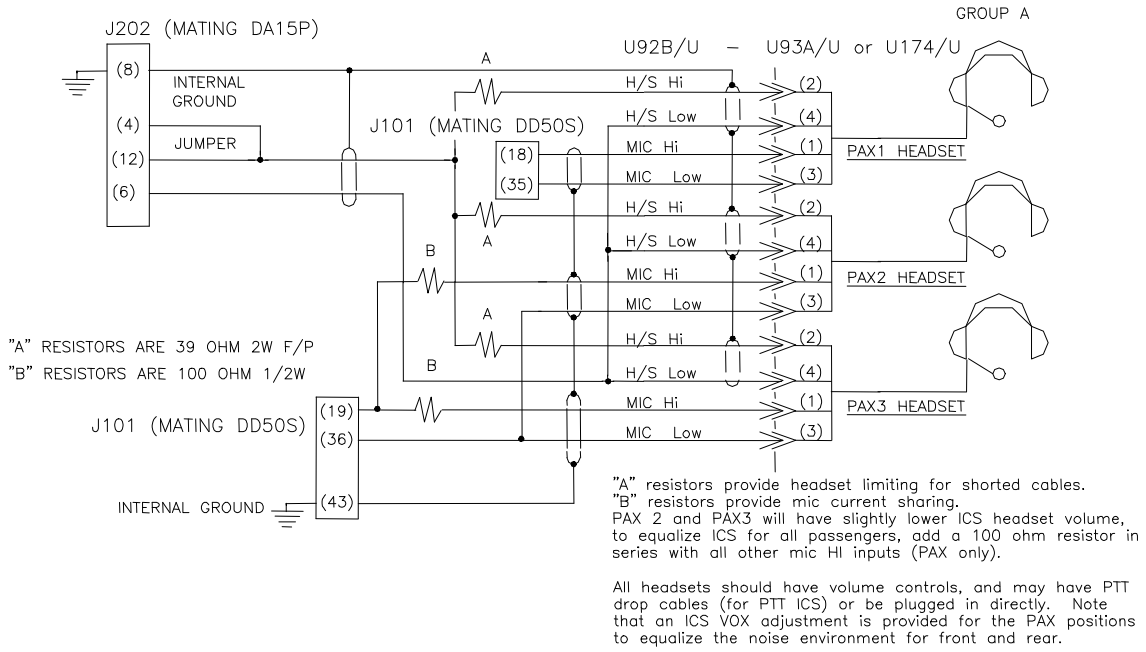 GROUP A
J202 (MATING DA15P)
U92B/U - U93A/U or U174/U
(8)
INTERNAL
GROUND
(4)
JUMPER
(12)
(6)
A
H/S Hi
(2)
J101 (MATING DD50S)
H/S Low
(4)
(18)
MIC Hi
(1)
PAX1 HEADSET
(35)
MIC Low
(3)
H/S Hi
(2)
A
H/S Low
(4)
B
MIC Hi
(1)
PAX2 HEADSET
MIC Low
(3)
A
H/S Hi
(2)
"A" RESISTORS ARE 39 OHM 2W F/P
"B" RESISTORS ARE 100 OHM 1/2W
B
H/S Low
(4)
(19)
MIC Hi
(1)
PAX3 HEADSET
J101 (MATING DD50S)
(36)
MIC Low
(3)
INTERNAL GROUND
(43)
"A" resistors provide headset limiting for shorted cables.
"B" resistors provide mic current sharing.
PAX 2 and PAX3 will have slightly lower ICS headset volume,
to equalize ICS for all passengers, add a 100 ohm resistor in
series with all other mic HI inputs (PAX only).
All headsets should have volume controls, and may have PTT
drop cables (for PTT ICS) or be plugged in directly. Note
that an ICS VOX adjustment is provided for the PAX positions
to equalize the noise environment for front and rear.